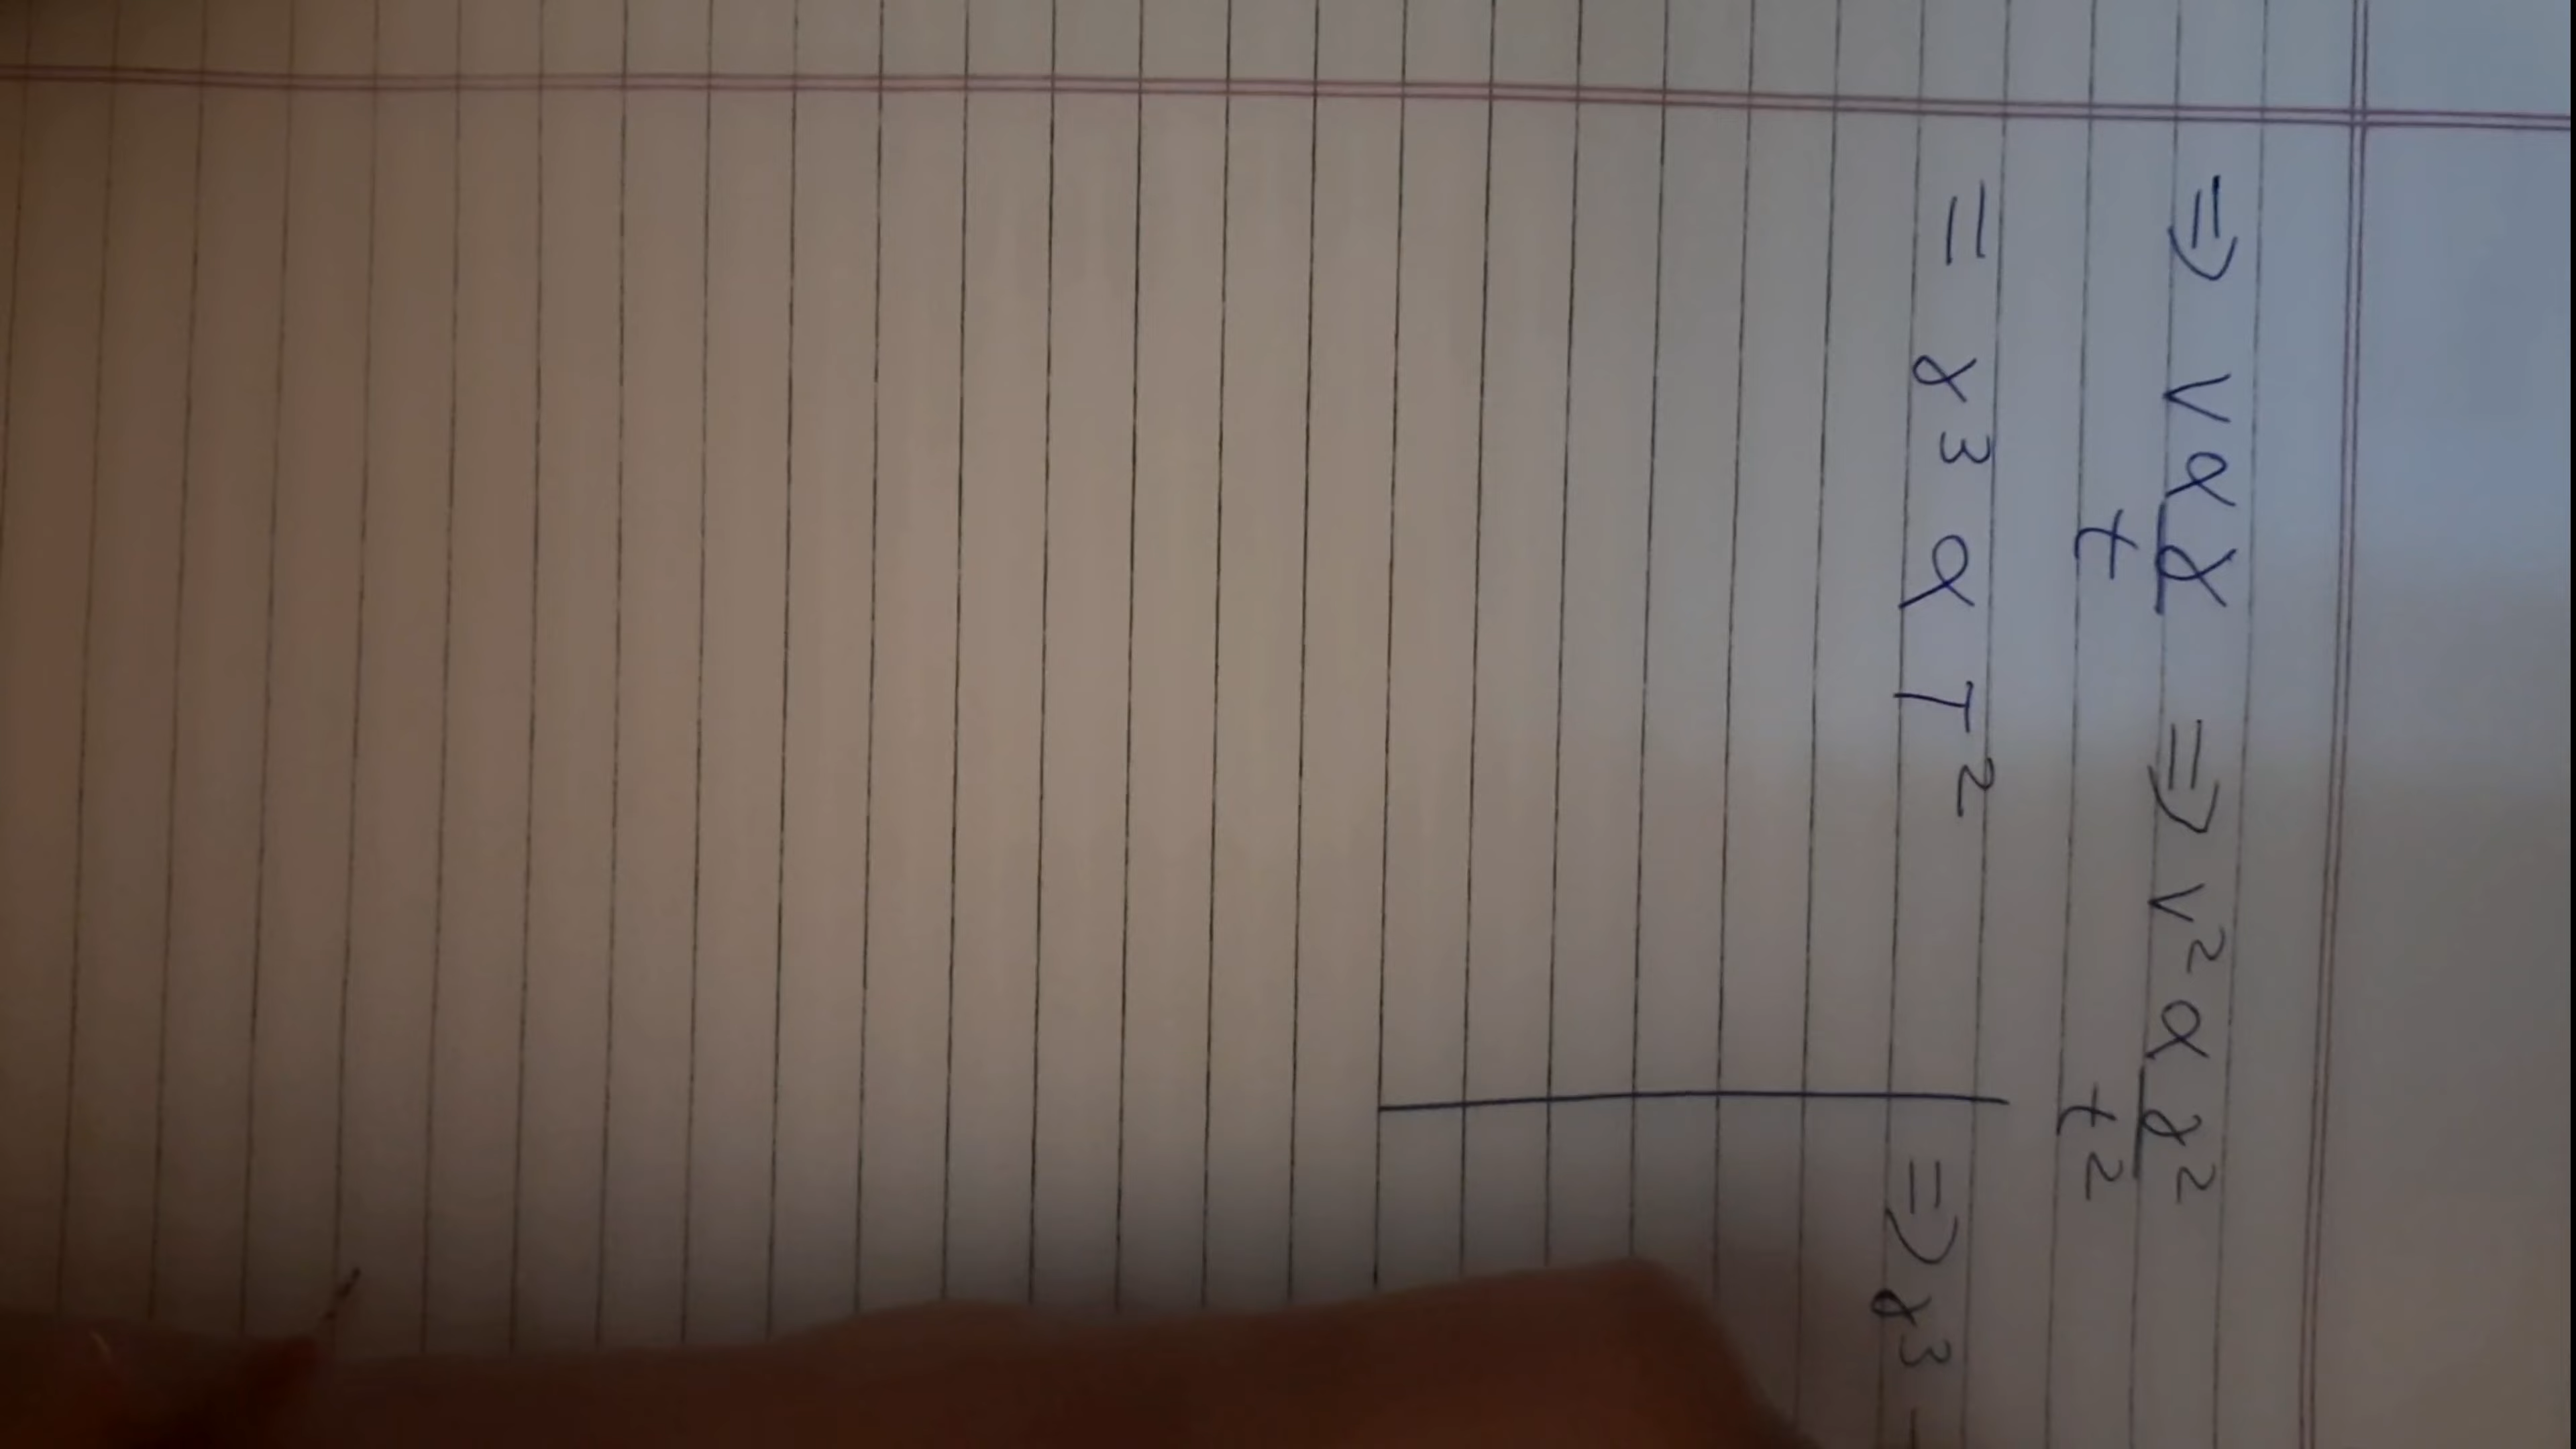 ⇒ v α r/t ⇒ v² α r²/t²
= r³ α T² ⇒ r³